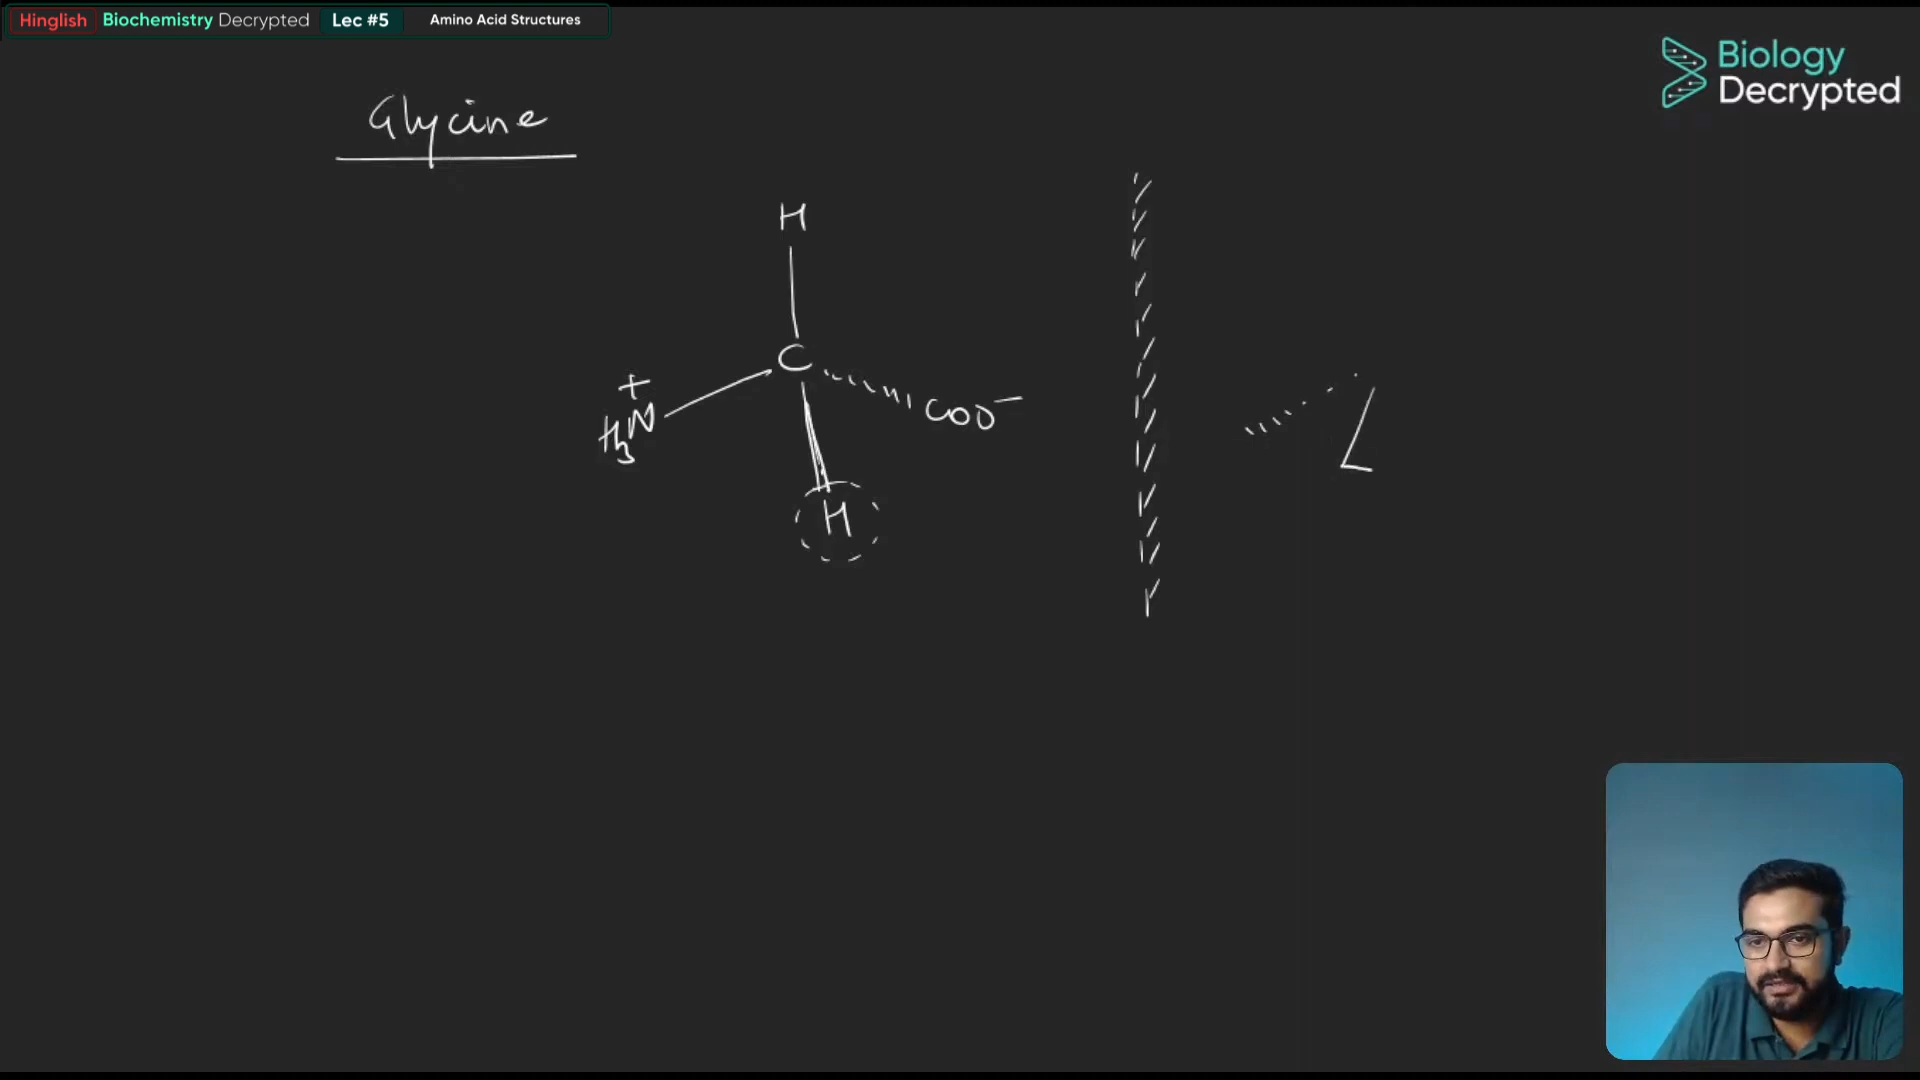 Hinglish Biochemistry Decrypted Lec #5 Amino Acid Structures
Biology
Decrypted
Glycine
H
C
+
H3N
COO−
H